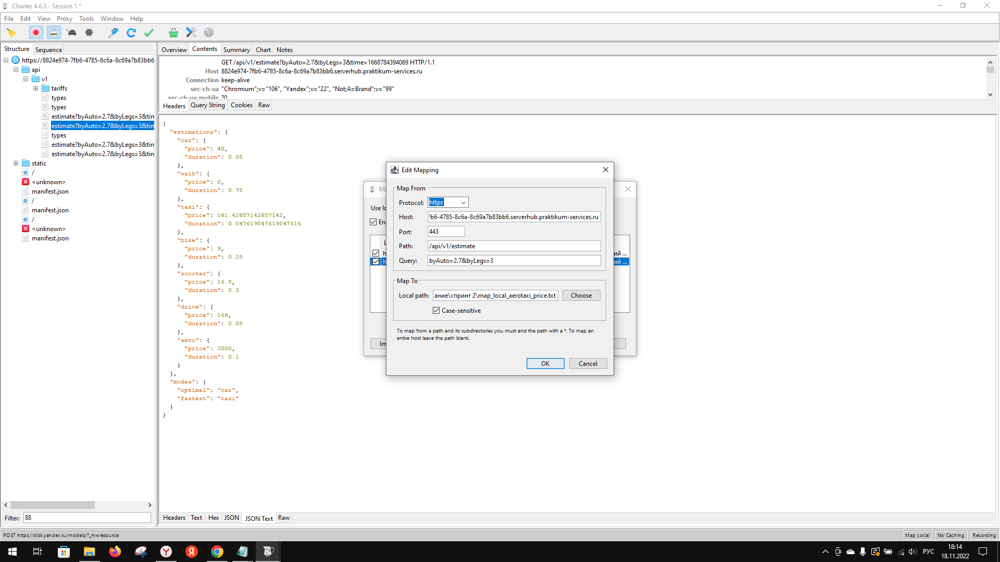 Charles 4.6.3 - Session 1 *
File Edit View Proxy Tools Window Help
Structure Sequence
https://8824e974-7fb6-4785-8c6a-8c69a7b83bb6
api
v1
tariffs
types
types
estimate?byAuto=2.7&byLegs=3&tim
estimate?byAuto=2.7&byLegs=3&tim
types
estimate?byAuto=2.7&byLegs=3&tim
estimate?byAuto=2.7&byLegs=3&tim
static
/
<unknown>
manifest.json
/
manifest.json
/
<unknown>
manifest.json
Filter: 88
Overview Contents Summary Chart Notes
GET /api/v1/estimate?byAuto=2.7&byLegs=3&time=1668784394069 HTTP/1.1
Host 8824e974-7fb6-4785-8c6a-8c69a7b83bb6.serverhub.praktikum-services.ru
Connection keep-alive
sec-ch-ua "Chromium";v="106", "Yandex";v="22", "Not;A=Brand";v="99"
sec-ch-ua-mobile ?0
Headers Query String Cookies Raw
{
"estimations": {
"car": {
"price": 40,
"duration": 0.05
},
"walk": {
"price": 0,
"duration": 0.75
},
"taxi": {
"price": 181.42857142857142,
"duration": 0.047619047619047616
},
"bike": {
"price": 9,
"duration": 0.25
},
"scooter": {
"price": 16.5,
"duration": 0.3
},
"drive": {
"price": 168,
"duration": 0.05
},
"aero": {
"price": 3000,
"duration": 0.1
}
},
"modes": {
"optimal": "car",
"fastest": "taxi"
}
}
Headers Text Hex JSON JSON Text Raw
Edit Mapping
Map From
Protocol: https
Host: fb6-4785-8c6a-8c69a7b83bb6.serverhub.praktikum-services.ru
Port: 443
Path: /api/v1/estimate
Query: byAuto=2.7&byLegs=3
Map To
Local path: ание\спринт 2\map_local_aerotaxi_price.txt Choose
Case-sensitive
To map from a path and its subdirectories you must end the path with a *. To map an
entire host leave the path blank.
OK Cancel
POST https://disk.yandex.ru/models/?_m=resource
Map Local No Caching Recording
РУС
18:14
18.11.2022